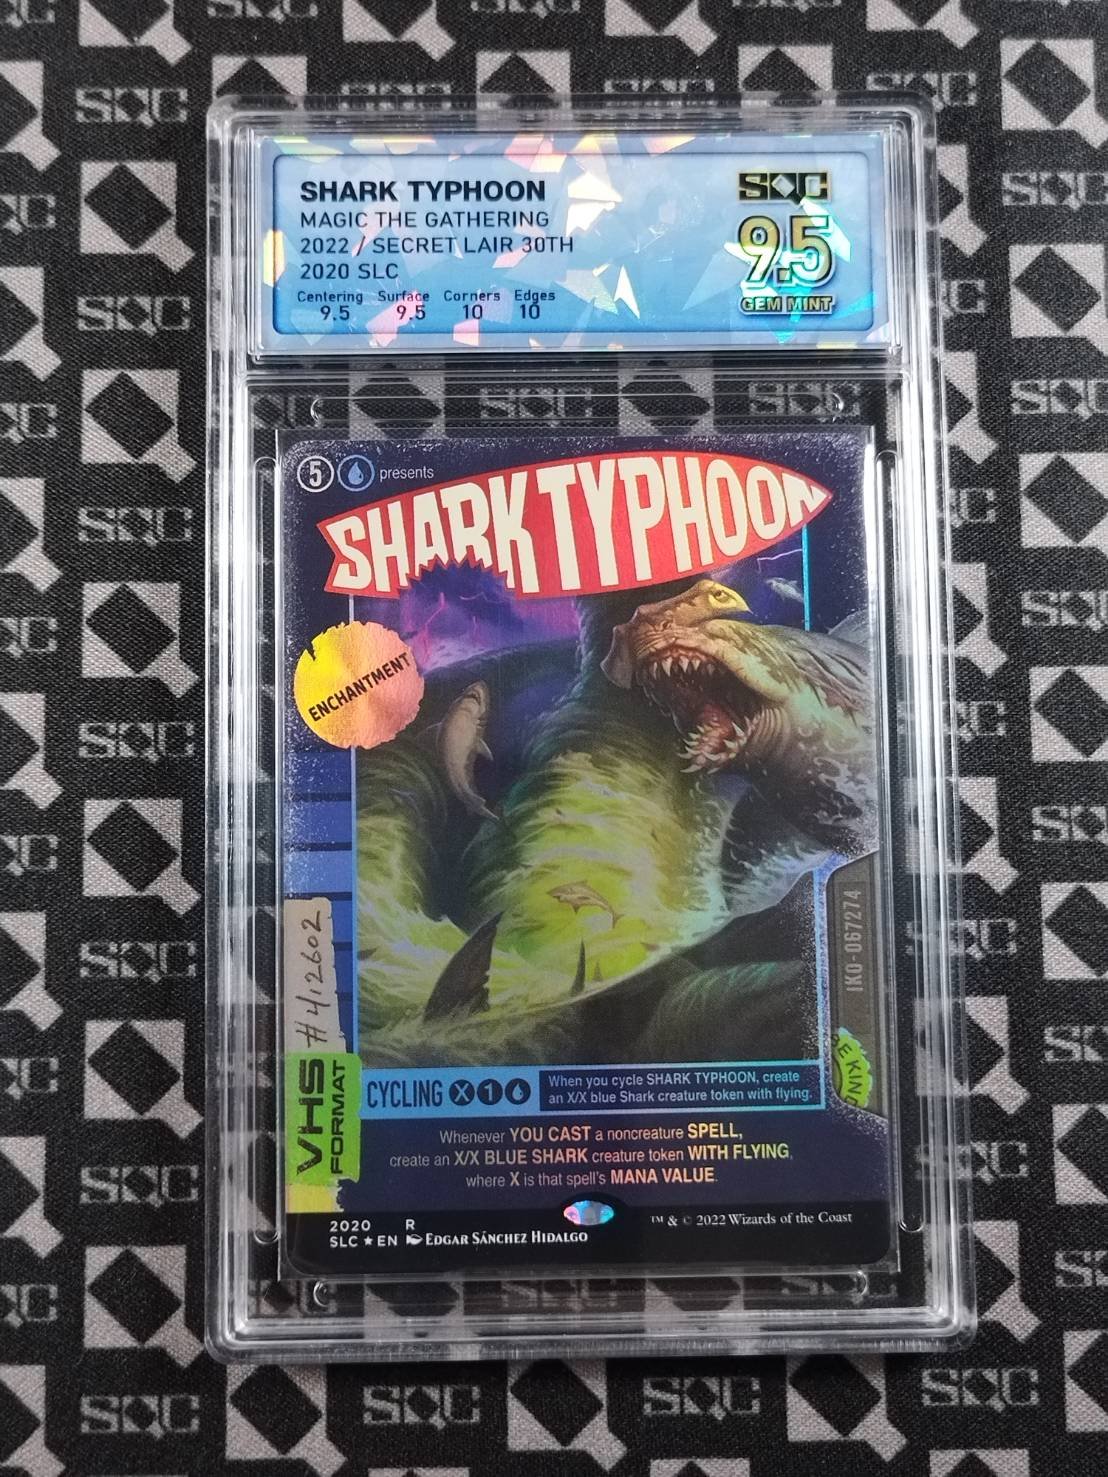 SHARK TYPHOON
MAGIC THE GATHERING
2022 / SECRET LAIR 30TH
2020 SLC
Centering Surface Corners Edges
9.5 9.5 10 10
SQC
9.5
GEM MINT
5 presents
SHARK TYPHOON
ENCHANTMENT
#412602
VHS
FORMAT
IKO-067274
E KIND
CYCLING X 1
When you cycle SHARK TYPHOON, create
an X/X blue Shark creature token with flying.
Whenever YOU CAST a noncreature SPELL,
create an X/X BLUE SHARK creature token WITH FLYING,
where X is that spell's MANA VALUE.
2020 R
SLC ★ EN EDGAR SÁNCHEZ HIDALGO
™ & © 2022 Wizards of the Coast